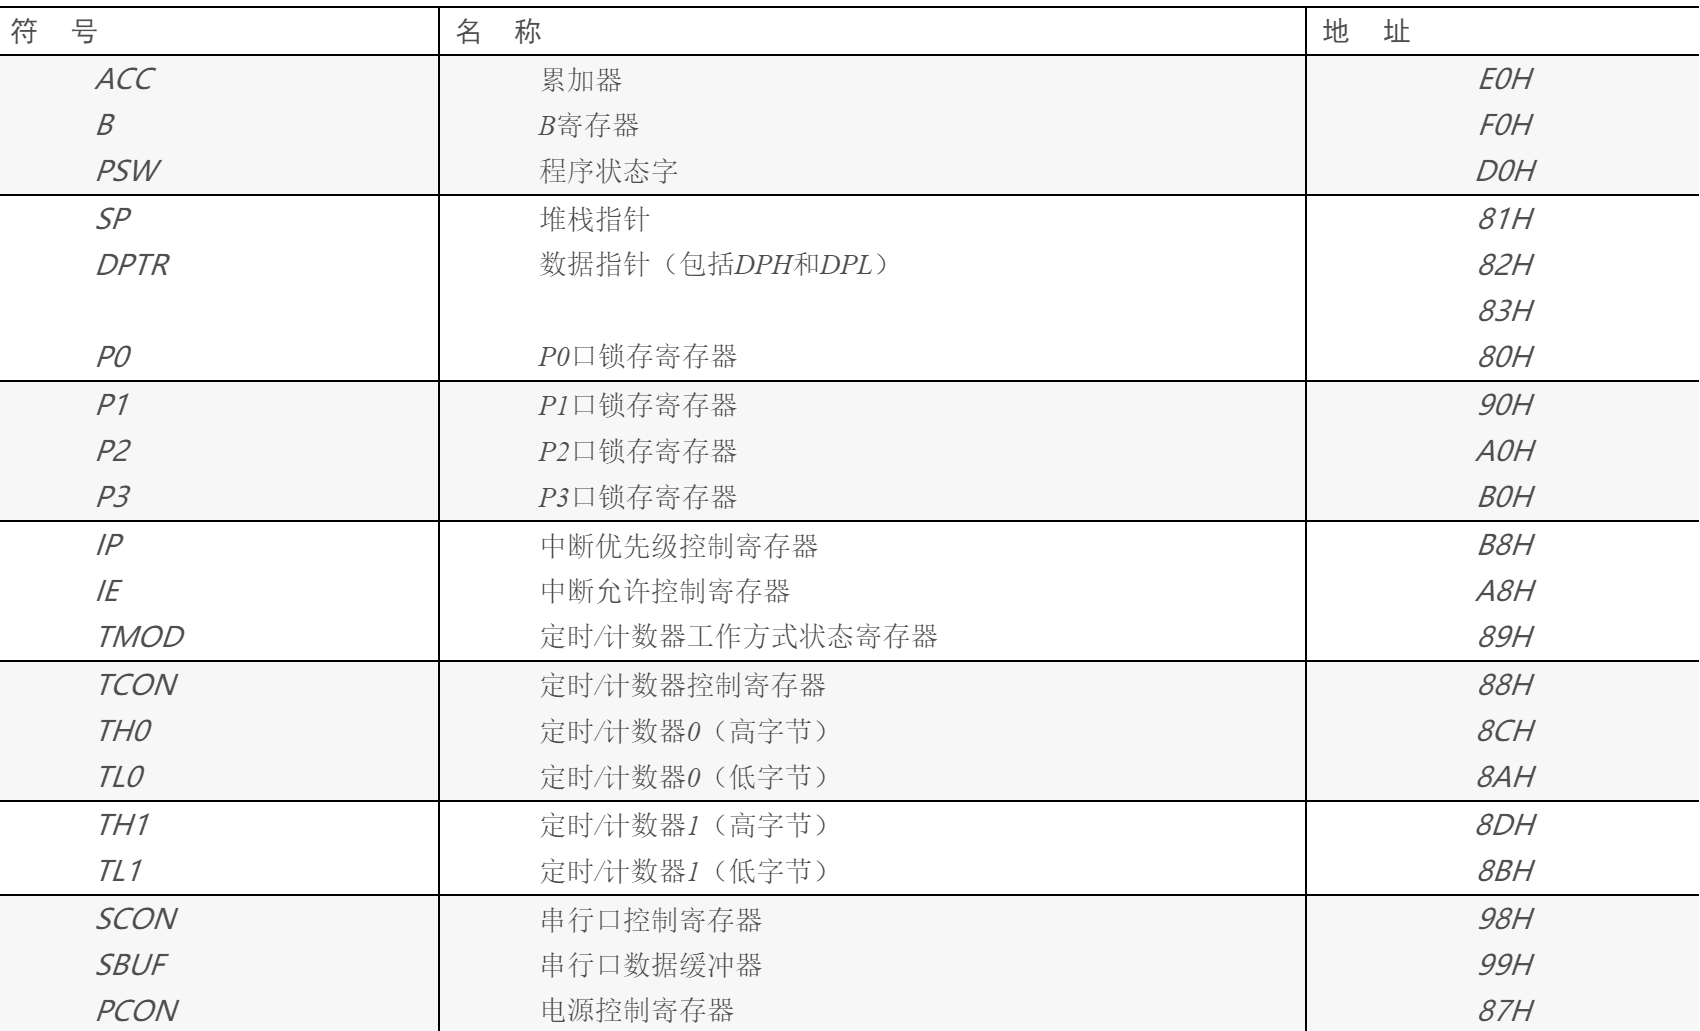 符 号 名 称 地 址
ACC 累加器 E0H
B B寄存器 F0H
PSW 程序状态字 D0H
SP 堆栈指针 81H
DPTR 数据指针（包括DPH和DPL） 82H
83H
P0 P0口锁存寄存器 80H
P1 P1口锁存寄存器 90H
P2 P2口锁存寄存器 A0H
P3 P3口锁存寄存器 B0H
IP 中断优先级控制寄存器 B8H
IE 中断允许控制寄存器 A8H
TMOD 定时/计数器工作方式状态寄存器 89H
TCON 定时/计数器控制寄存器 88H
TH0 定时/计数器0（高字节） 8CH
TL0 定时/计数器0（低字节） 8AH
TH1 定时/计数器1（高字节） 8DH
TL1 定时/计数器1（低字节） 8BH
SCON 串行口控制寄存器 98H
SBUF 串行口数据缓冲器 99H
PCON 电源控制寄存器 87H